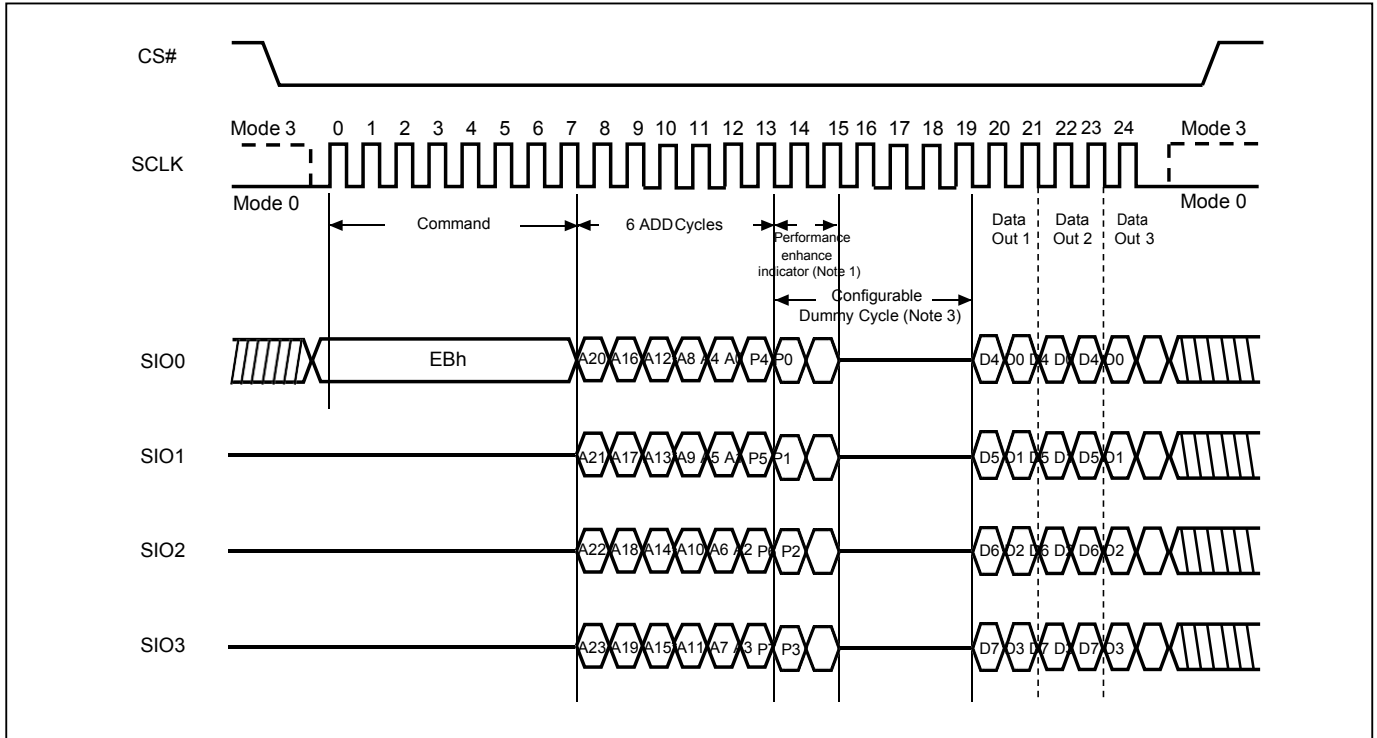 CS#
Mode 3 0 1 2 3 4 5 6 7 8 9 10 11 12 13 14 15 16 17 18 19 20 21 22 23 24 Mode 3
SCLK
Mode 0 Mode 0
Command 6 ADD Cycles Data Data Data
Out 1 Out 2 Out 3
Performance
enhance
indicator (Note 1)
Configurable
Dummy Cycle (Note 3)
SIO0 EBh A20 A16 A12 A8 A4 P4 P0 D4 D0 D4 D4 D0
SIO1 A21 A17 A13 A9 A5 P5 P1 D5 D1 D5 D5 D1
SIO2 A22 A18 A14 A10 A6 A2 P2 D6 D2 D6 D6 D2
SIO3 A23 A19 A15 A11 A7 A3 P3 D7 D3 D7 D7 D3